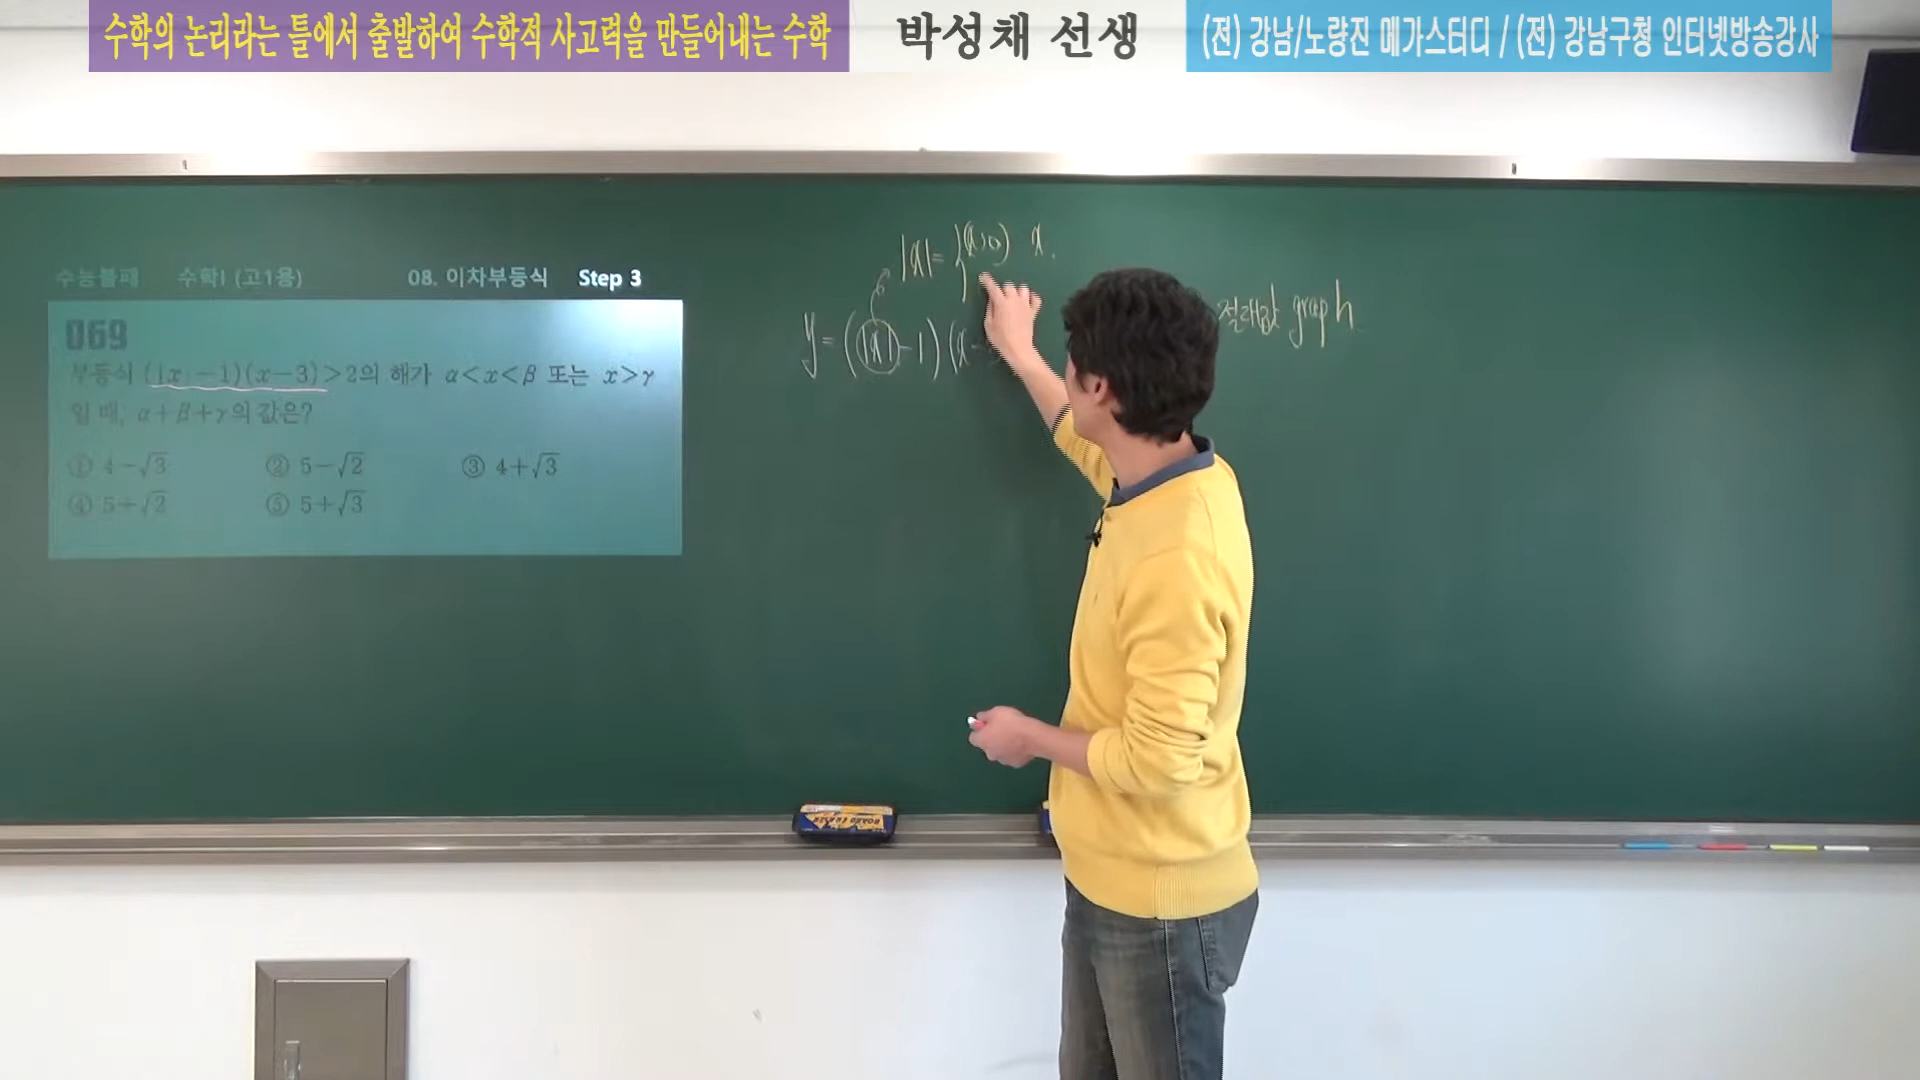 수학의 논리라는 틀에서 출발하여 수학적 사고력을 만들어내는 수학
박성채 선생
(전) 강남/노량진 메가스터디 / (전) 강남구청 인터넷방송강사
수능불패 수학I (고1용) 08. 이차부등식 Step 3
069
부등식 (|x|-1)(x-3)>2의 해가 α<x<β 또는 x>γ
일 때, α+β+γ의 값은?
① 4-√3 ② 5-√2 ③ 4+√3
④ 5+√2 ⑤ 5+√3
|x|= { x.
y=(|x|-1)(x-
절대값 graph
BOARD ERASER